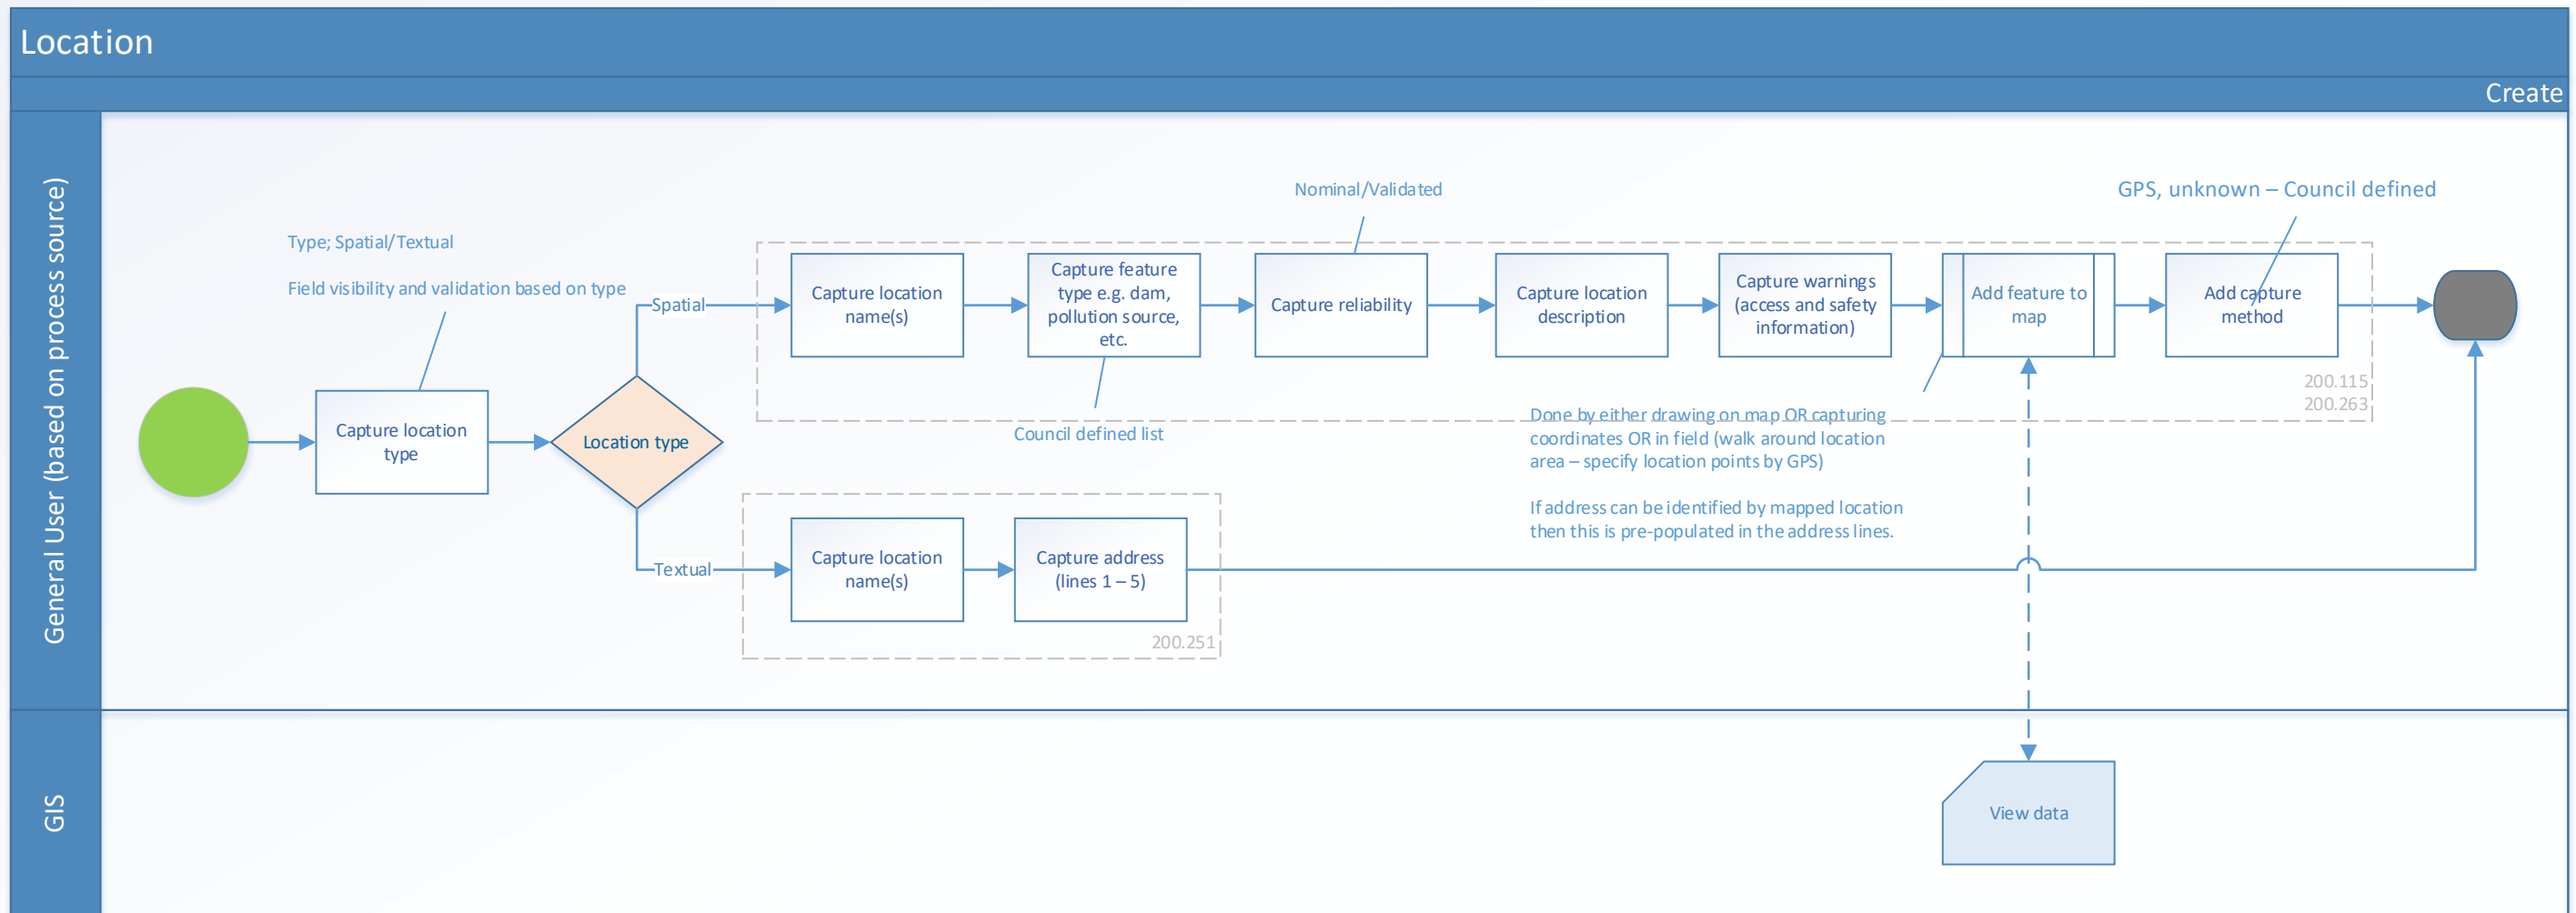 Location
Create
General User (based on process source)
Type; Spatial/Textual
Field visibility and validation based on type
Capture location
type
Location type
Spatial
Textual
Nominal/Validated
GPS, unknown – Council defined
Capture location
name(s)
Capture feature
type e.g. dam,
pollution source,
etc.
Capture reliability
Capture location
description
Capture warnings
(access and safety
information)
Add feature to
map
Add capture
method
200.115
200.263
Council defined list
Done by either drawing on map OR capturing
coordinates OR in field (walk around location
area – specify location points by GPS)
If address can be identified by mapped location
then this is pre-populated in the address lines.
Capture location
name(s)
Capture address
(lines 1 – 5)
200.251
GIS
View data